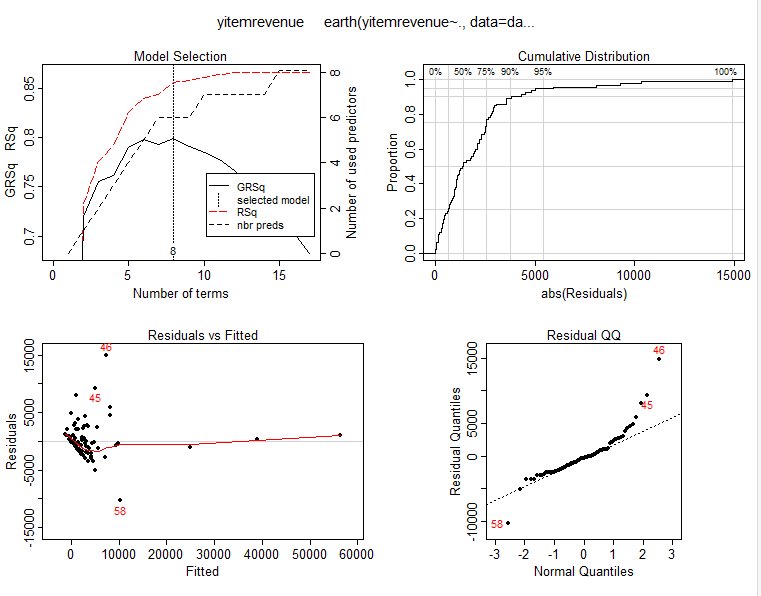 yitemrevenue earth(yitemrevenue~., data=da...
Model Selection
GRSq RSq
0.7 0.75 0.8 0.85
0 2 4 6 8
Number of used predictors
GRSq
selected model
RSq
nbr preds
8
0 5 10 15
Number of terms
Cumulative Distribution
0% 50% 75% 90% 95% 100%
Proportion
0.0 0.2 0.4 0.6 0.8 1.0
0 5000 10000 15000
abs(Residuals)
Residuals vs Fitted
Residuals
-15000 -5000 5000 15000
46
45
58
0 10000 20000 30000 40000 50000 60000
Fitted
Residual QQ
Residual Quantiles
-10000 0 5000 15000
46
45
58
-3 -2 -1 0 1 2 3
Normal Quantiles